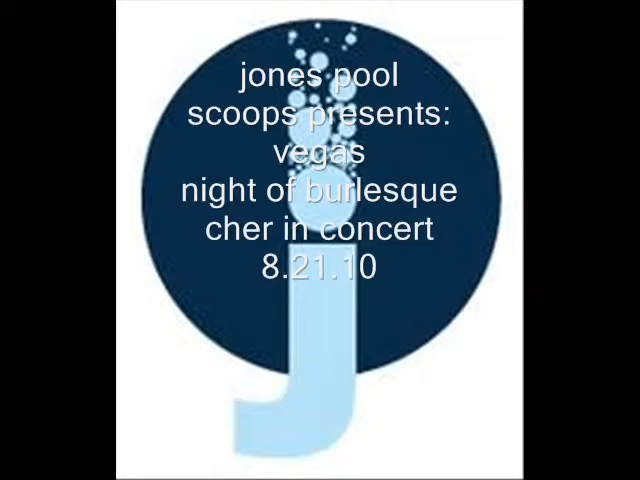 jones pool
scoops presents:
vegas
night of burlesque
cher in concert
8.21.10
j